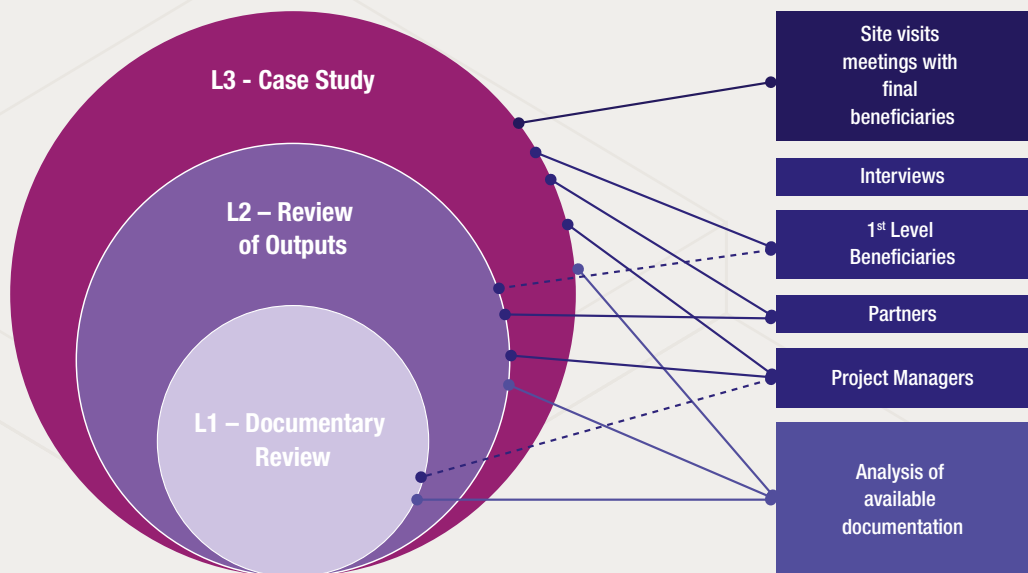 L3 - Case Study
L2 – Review
of Outputs
L1 – Documentary
Review
Site visits
meetings with
final
beneficiaries
Interviews
1st Level
Beneficiaries
Partners
Project Managers
Analysis of
available
documentation